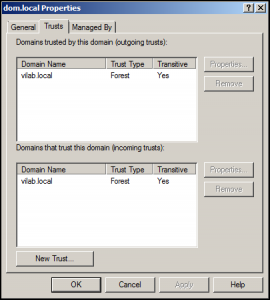 dom.local Properties
General Trusts Managed By
Domains trusted by this domain (outgoing trusts):
Domain Name Trust Type Transitive
vilab.local Forest Yes
Properties...
Remove
Domains that trust this domain (incoming trusts):
Domain Name Trust Type Transitive
vilab.local Forest Yes
Properties...
Remove
New Trust...
OK Cancel Apply Help